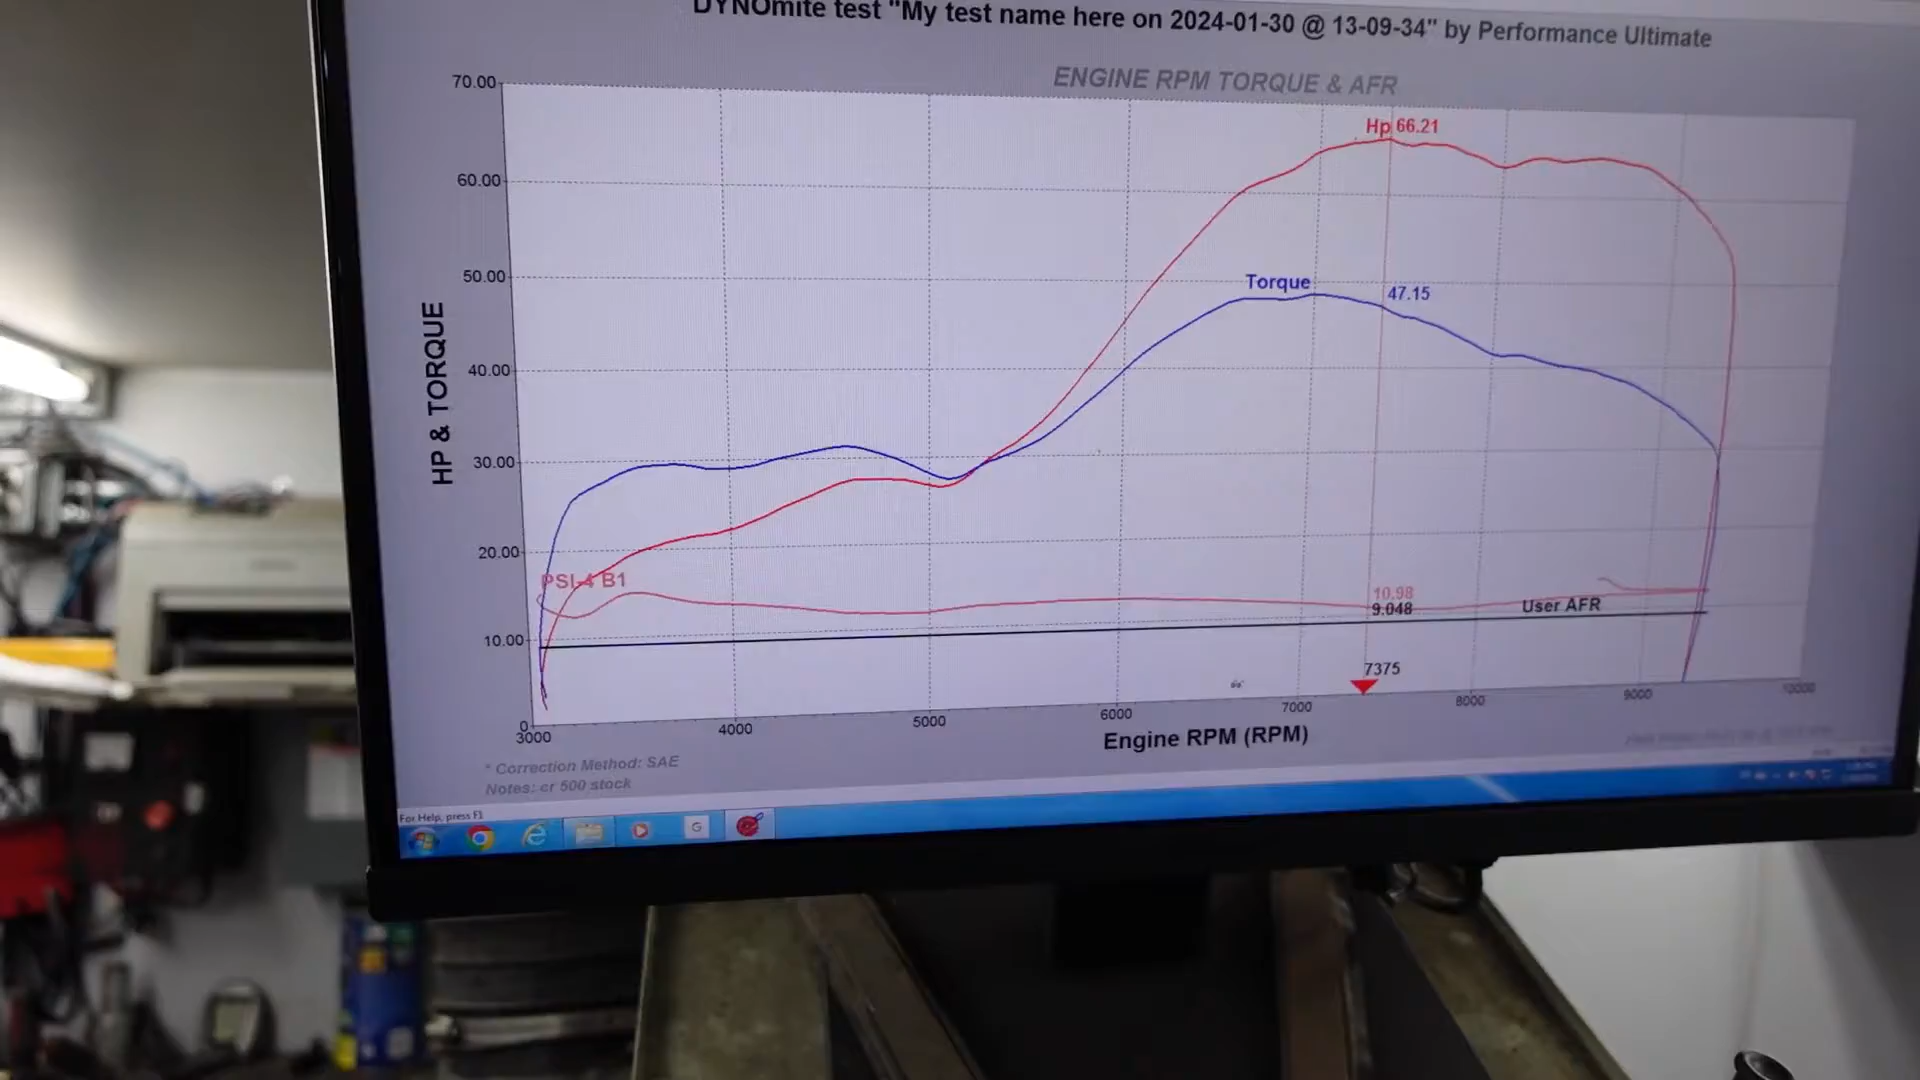 DYNOmite test "My test name here on 2024-01-30 @ 13-09-34" by Performance Ultimate
ENGINE RPM TORQUE & AFR
70.00
Hp 66.21
60.00
50.00
Torque
47.15
40.00
HP & TORQUE
30.00
20.00
PSI-4 B1
10.98
9.048
User AFR
10.00
7375
0
3000
4000
5000
6000
7000
8000
9000
10000
Engine RPM (RPM)
* Correction Method: SAE
Notes: cr 500 stock
For Help, press F1
G